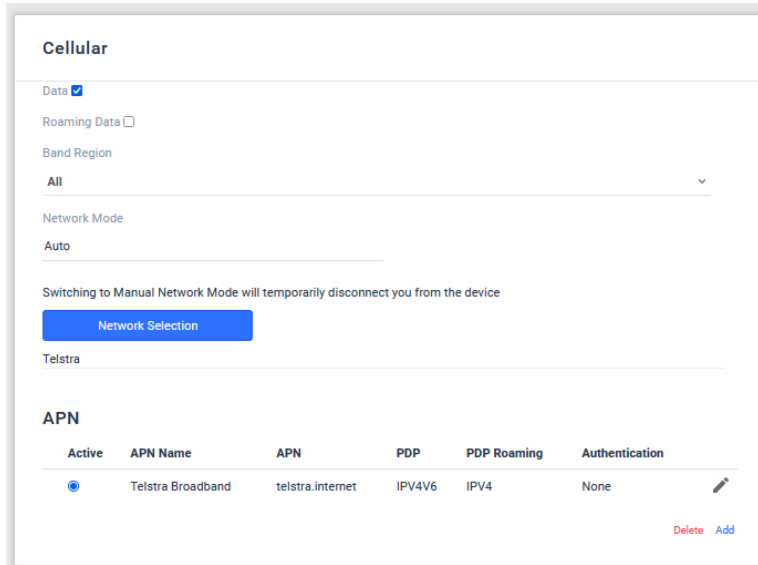 Cellular
Data
Roaming Data
Band Region
All
Network Mode
Auto
Switching to Manual Network Mode will temporarily disconnect you from the device
Network Selection
Telstra
APN
Active APN Name APN PDP PDP Roaming Authentication
Telstra Broadband telstra.internet IPV4V6 IPV4 None
Delete Add